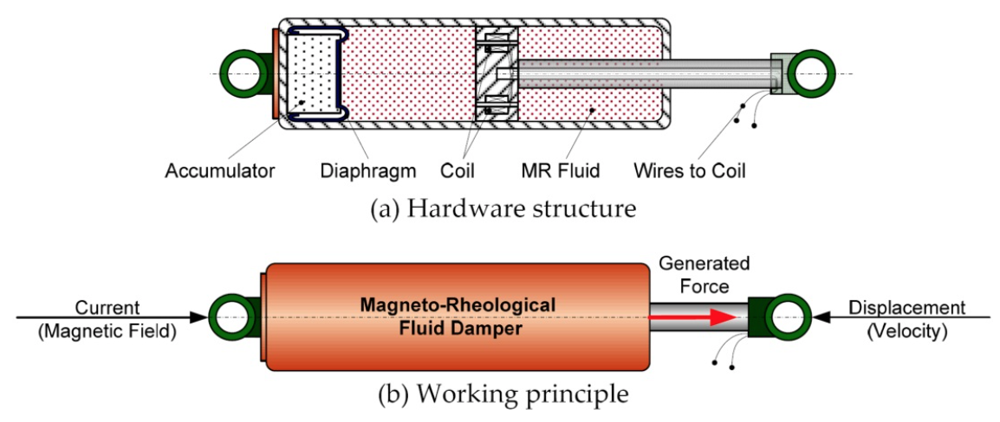 Accumulator Diaphragm Coil MR Fluid Wires to Coil
(a) Hardware structure
Generated
Force
Current
(Magnetic Field)
Magneto-Rheological
Fluid Damper
Displacement
(Velocity)
(b) Working principle